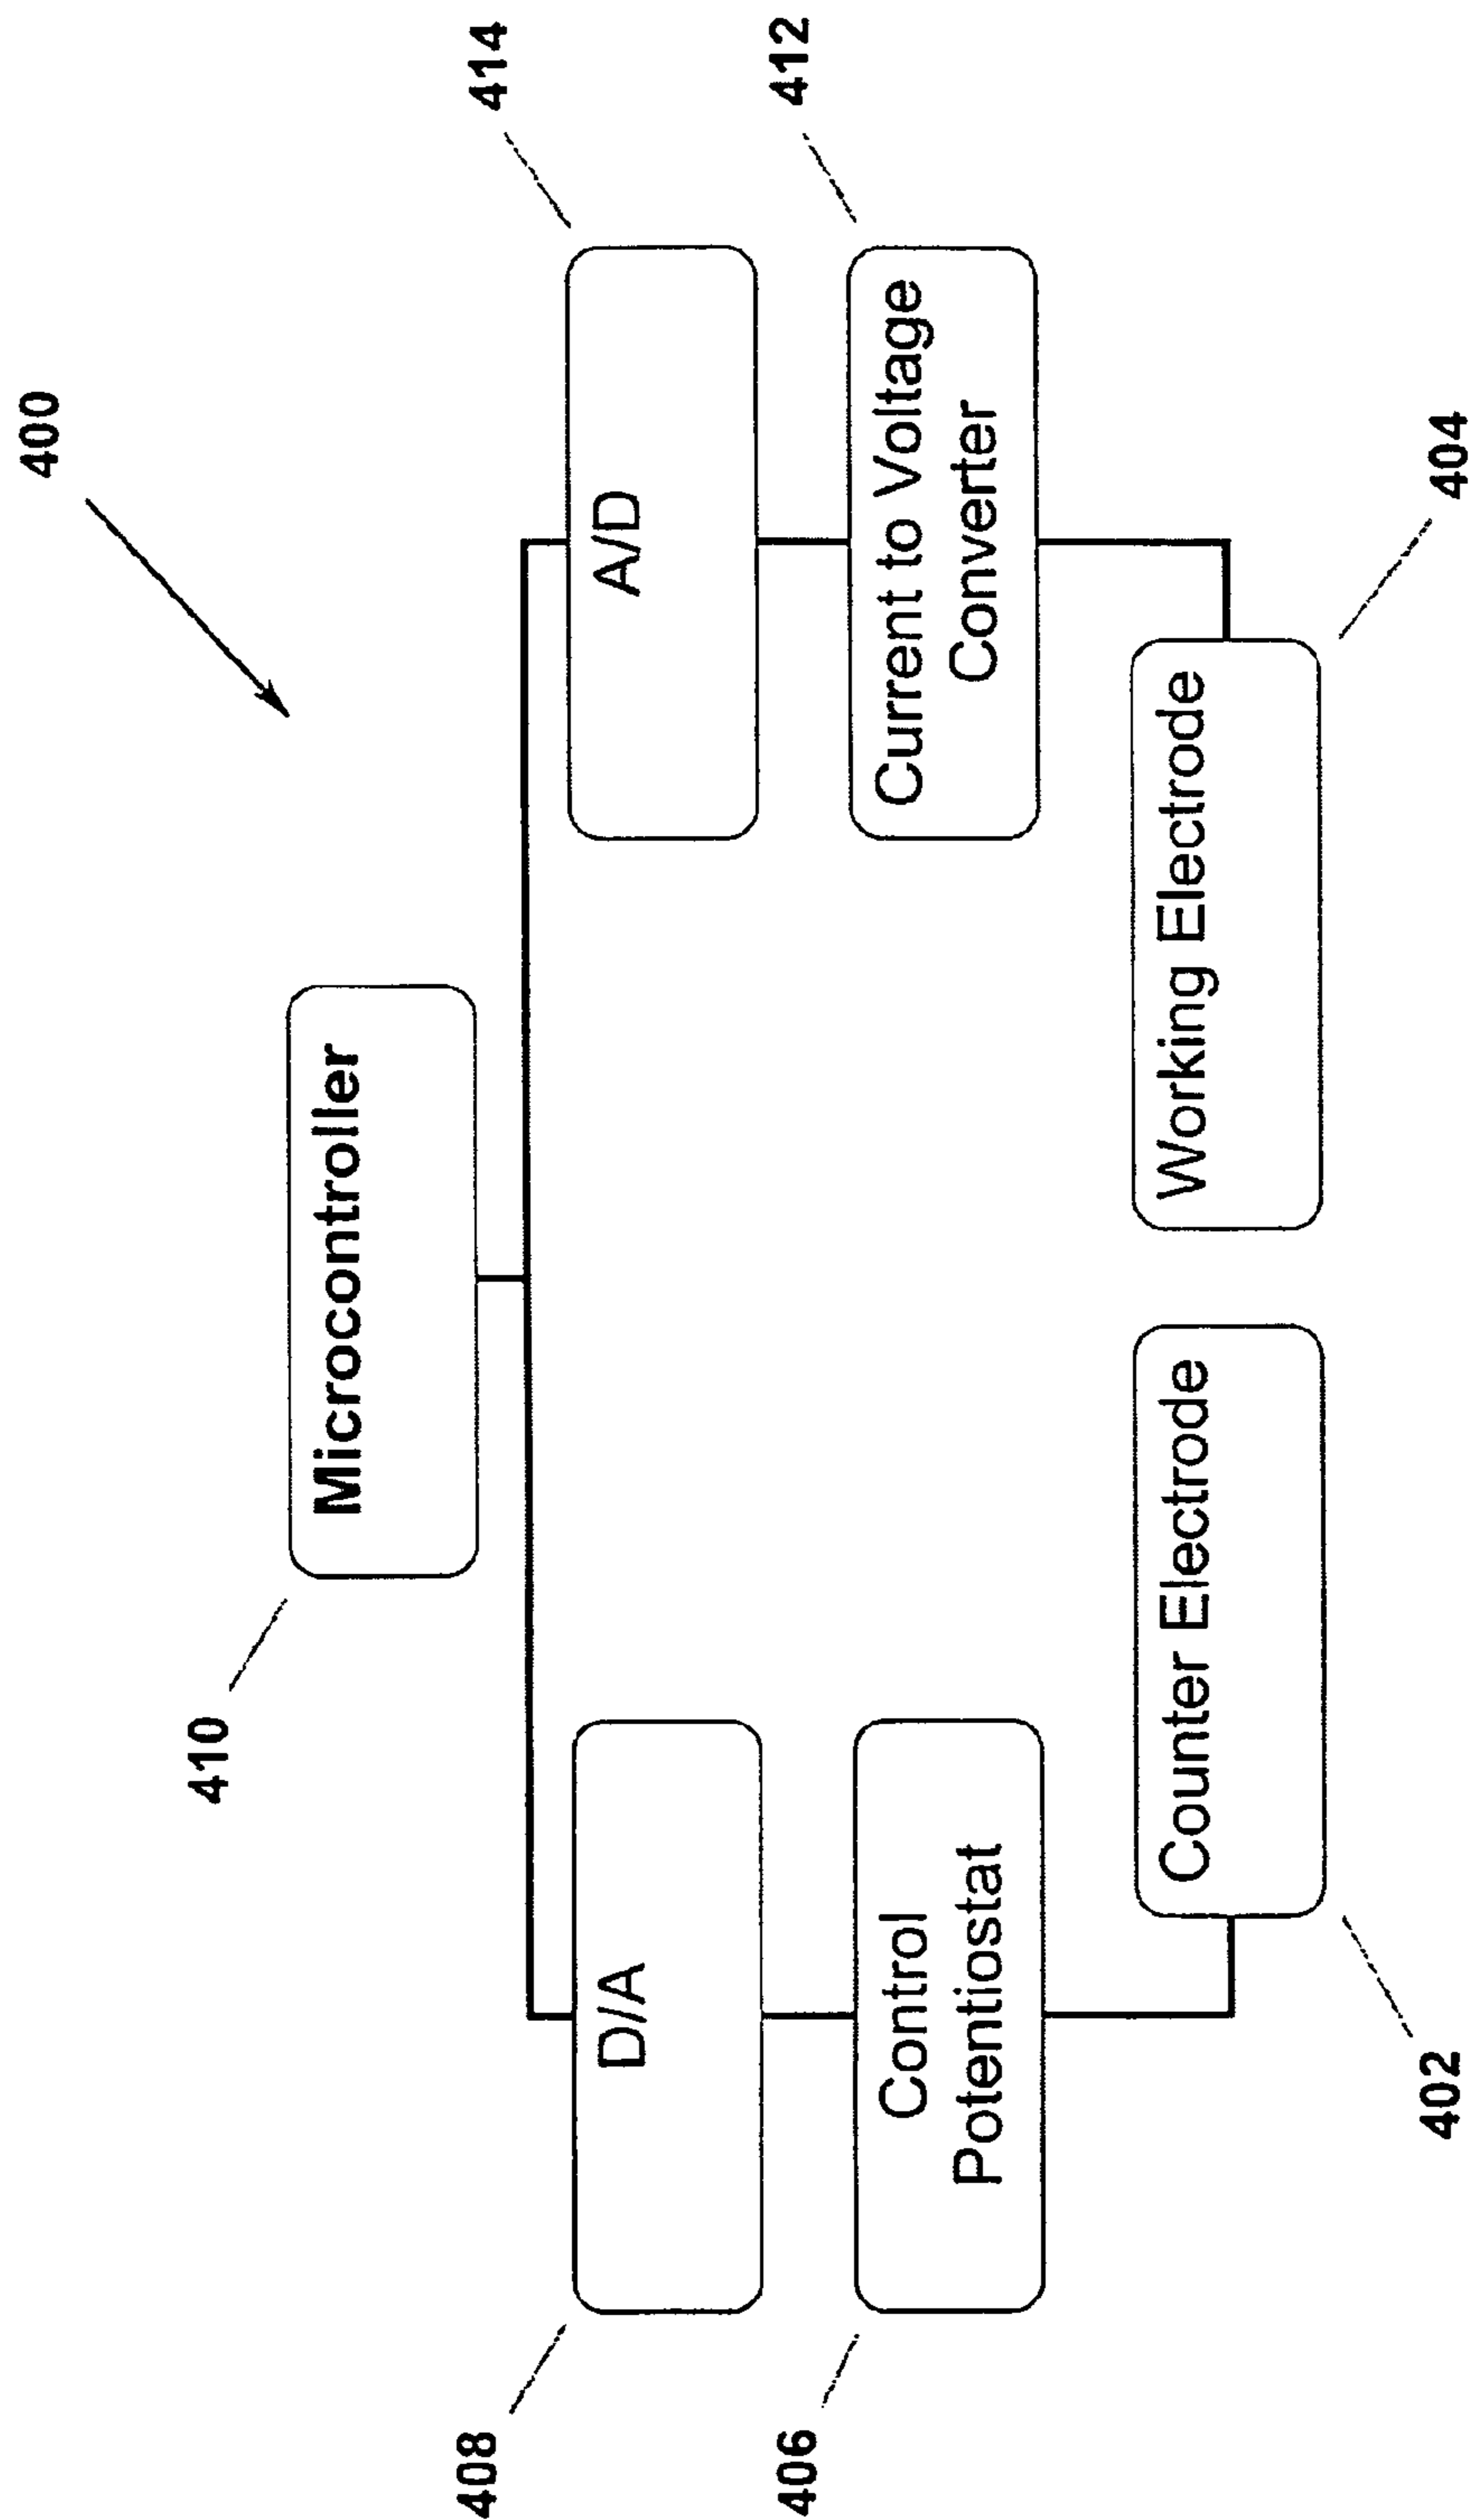 400
410
Microcontroller
408
D/A
A/D
414
406
Control
Potentiostat
Current to Voltage
Converter
412
Counter Electrode
Working Electrode
402
404